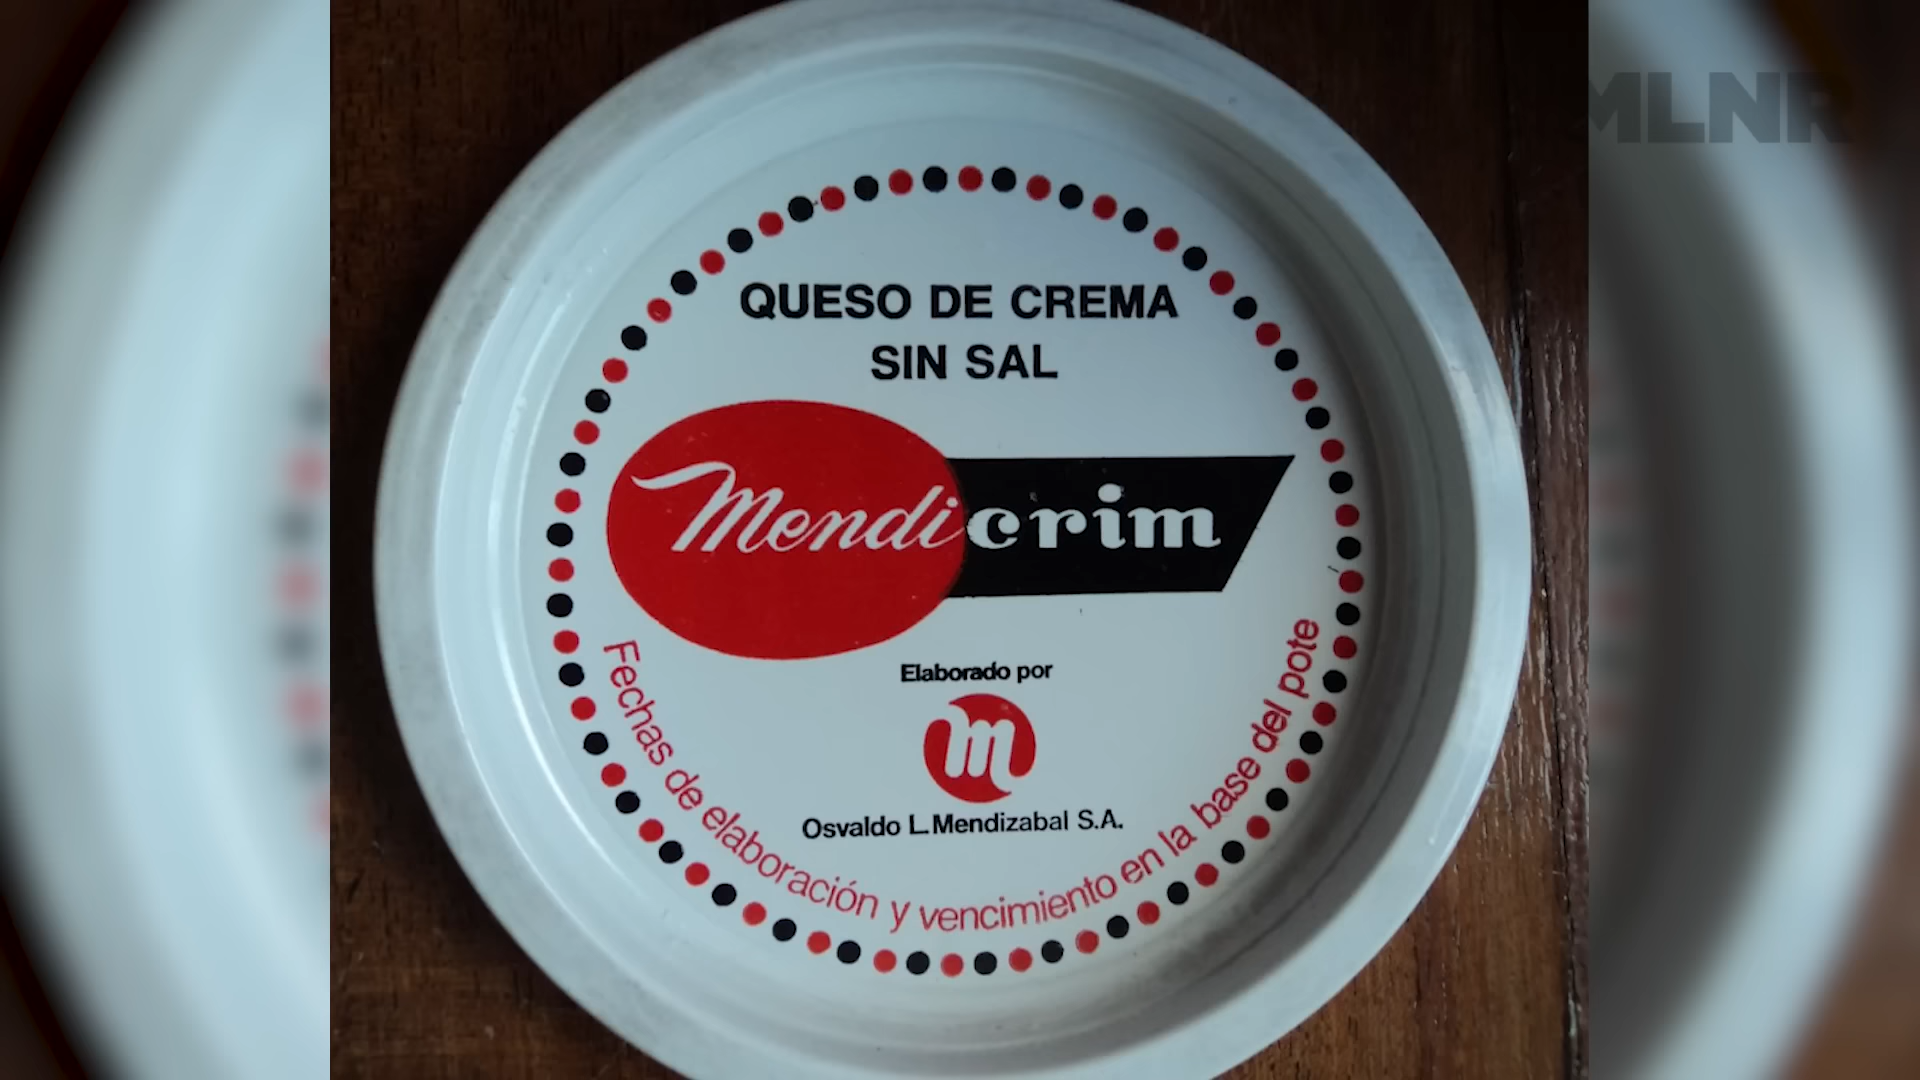 MLNR
QUESO DE CREMA
SIN SAL
Mendicrim
Elaborado por
m
Osvaldo L. Mendizabal S.A.
Fechas de elaboración y vencimiento en la base del pote